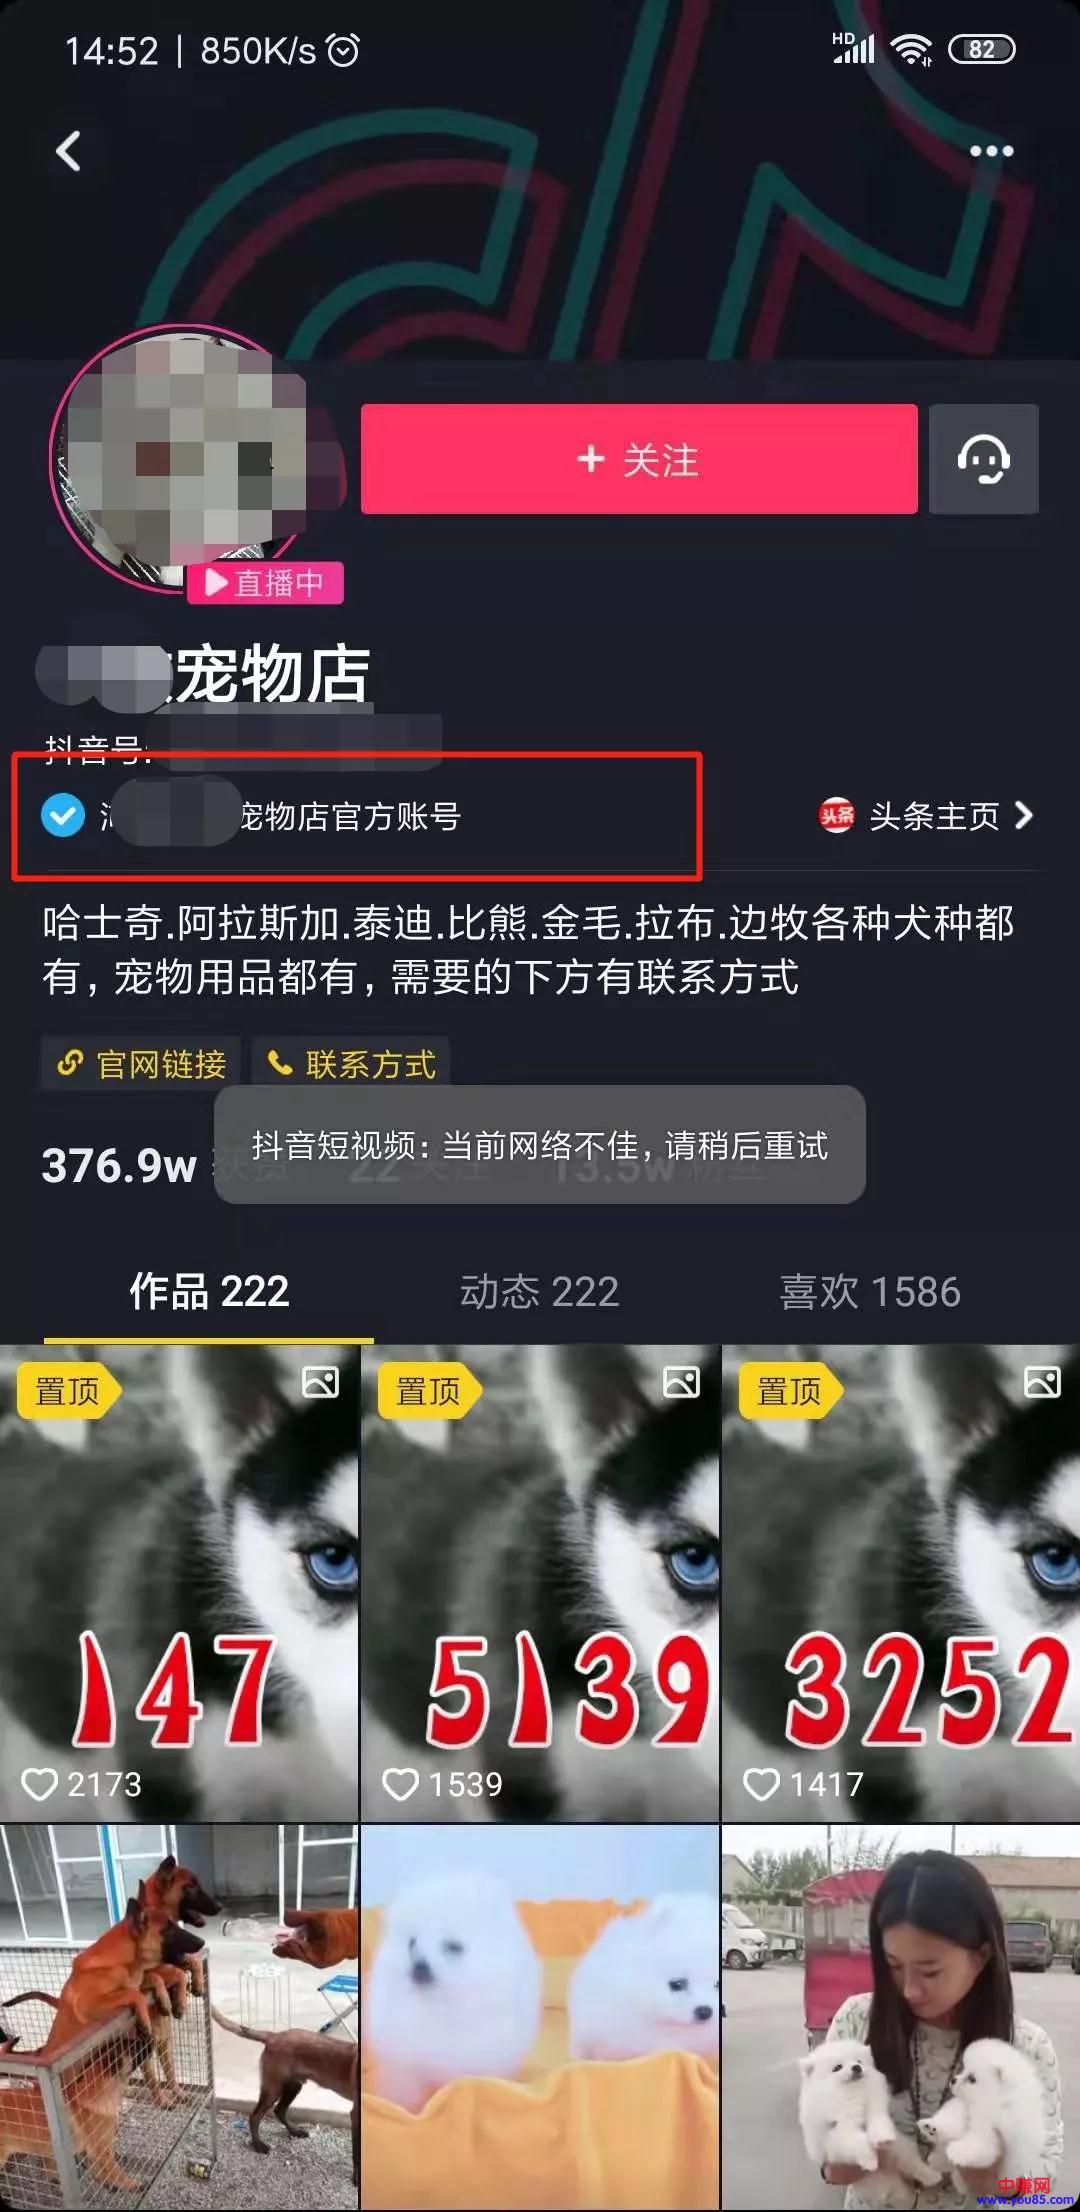 14:52 | 850K/s
HD
82
+ 关注
直播中
宠物店
抖音号:
宠物店官方账号
头条 头条主页
哈士奇.阿拉斯加.泰迪.比熊.金毛.拉布.边牧各种犬种都
有，宠物用品都有，需要的下方有联系方式
官网链接 联系方式
376.9w 获赞 22 关注 13.5w 粉丝
抖音短视频：当前网络不佳，请稍后重试
作品 222 动态 222 喜欢 1586
置顶 置顶 置顶
147 5139 3252
2173 1539 1417
中赚网
www.you85.com